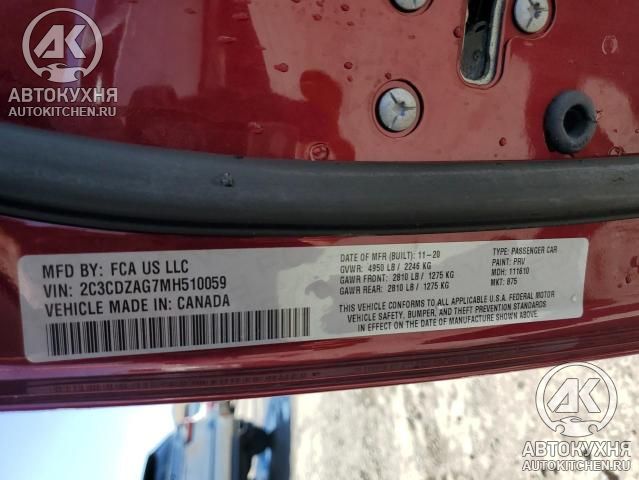 AK
АВТОКУХНЯ
AUTOKITCHEN.RU
MFD BY: FCA US LLC
VIN: 2C3CDZAG7MH510059
VEHICLE MADE IN: CANADA
DATE OF MFR (BUILT): 11-20
GVWR: 4950 LB / 2246 KG
GAWR FRONT: 2810 LB / 1275 KG
GAWR REAR: 2810 LB / 1275 KG
TYPE: PASSENGER CAR
PAINT: PRV
MDH: 111610
MKT: 875
THIS VEHICLE CONFORMS TO ALL APPLICABLE U.S.A. FEDERAL MOTOR
VEHICLE SAFETY, BUMPER, AND THEFT PREVENTION STANDARDS
IN EFFECT ON THE DATE OF MANUFACTURE SHOWN ABOVE.
AK
АВТОКУХНЯ
AUTOKITCHEN.RU